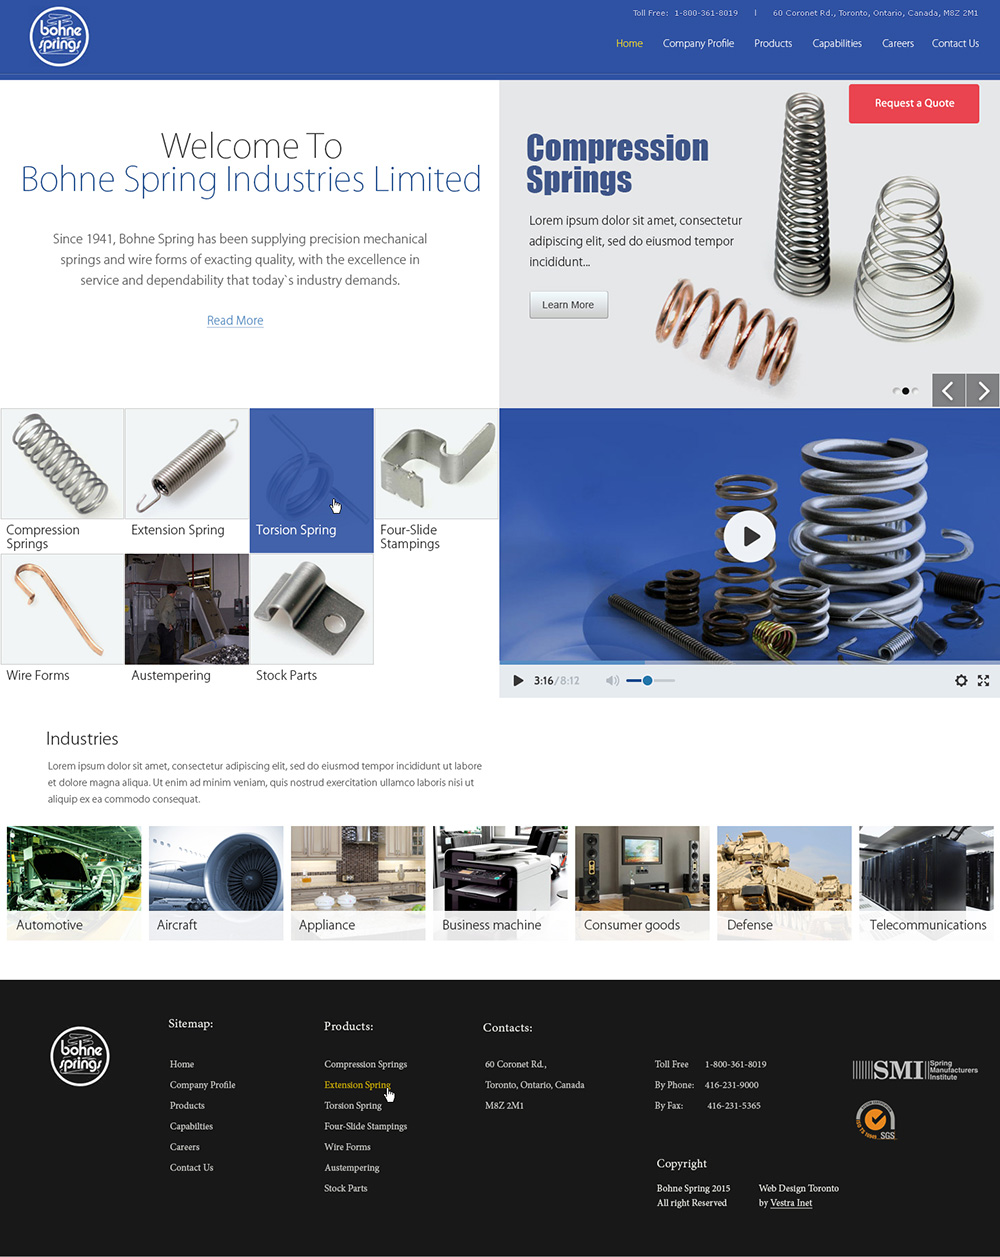 bohne
springs
Toll Free: 1-800-361-8019 | 60 Coronet Rd., Toronto, Ontario, Canada, M8Z 2M1
Home Company Profile Products Capabilities Careers Contact Us
Request a Quote
Welcome To
Bohne Spring Industries Limited
Since 1941, Bohne Spring has been supplying precision mechanical
springs and wire forms of exacting quality, with the excellence in
service and dependability that today`s industry demands.
Read More
Compression
Springs
Lorem ipsum dolor sit amet, consectetur
adipiscing elit, sed do eiusmod tempor
incididunt...
Learn More
Compression
Springs
Extension Spring
Torsion Spring
Four-Slide
Stampings
Wire Forms
Austempering
Stock Parts
3:16/8:12
Industries
Lorem ipsum dolor sit amet, consectetur adipiscing elit, sed do eiusmod tempor incididunt ut labore
et dolore magna aliqua. Ut enim ad minim veniam, quis nostrud exercitation ullamco laboris nisi ut
aliquip ex ea commodo consequat.
Automotive
Aircraft
Appliance
Business machine
Consumer goods
Defense
Telecommunications
bohne
springs
Sitemap:
Home
Company Profile
Products
Capabilties
Careers
Contact Us
Products:
Compression Springs
Extension Spring
Torsion Spring
Four-Slide Stampings
Wire Forms
Austempering
Stock Parts
Contacts:
60 Coronet Rd.,
Toronto, Ontario, Canada
M8Z 2M1
Toll Free 1-800-361-8019
By Phone: 416-231-9000
By Fax: 416-231-5365
SMI
Spring
Manufacturers
Institute
SGS
Copyright
Bohne Spring 2015
All right Reserved
Web Design Toronto
by Vestra Inet